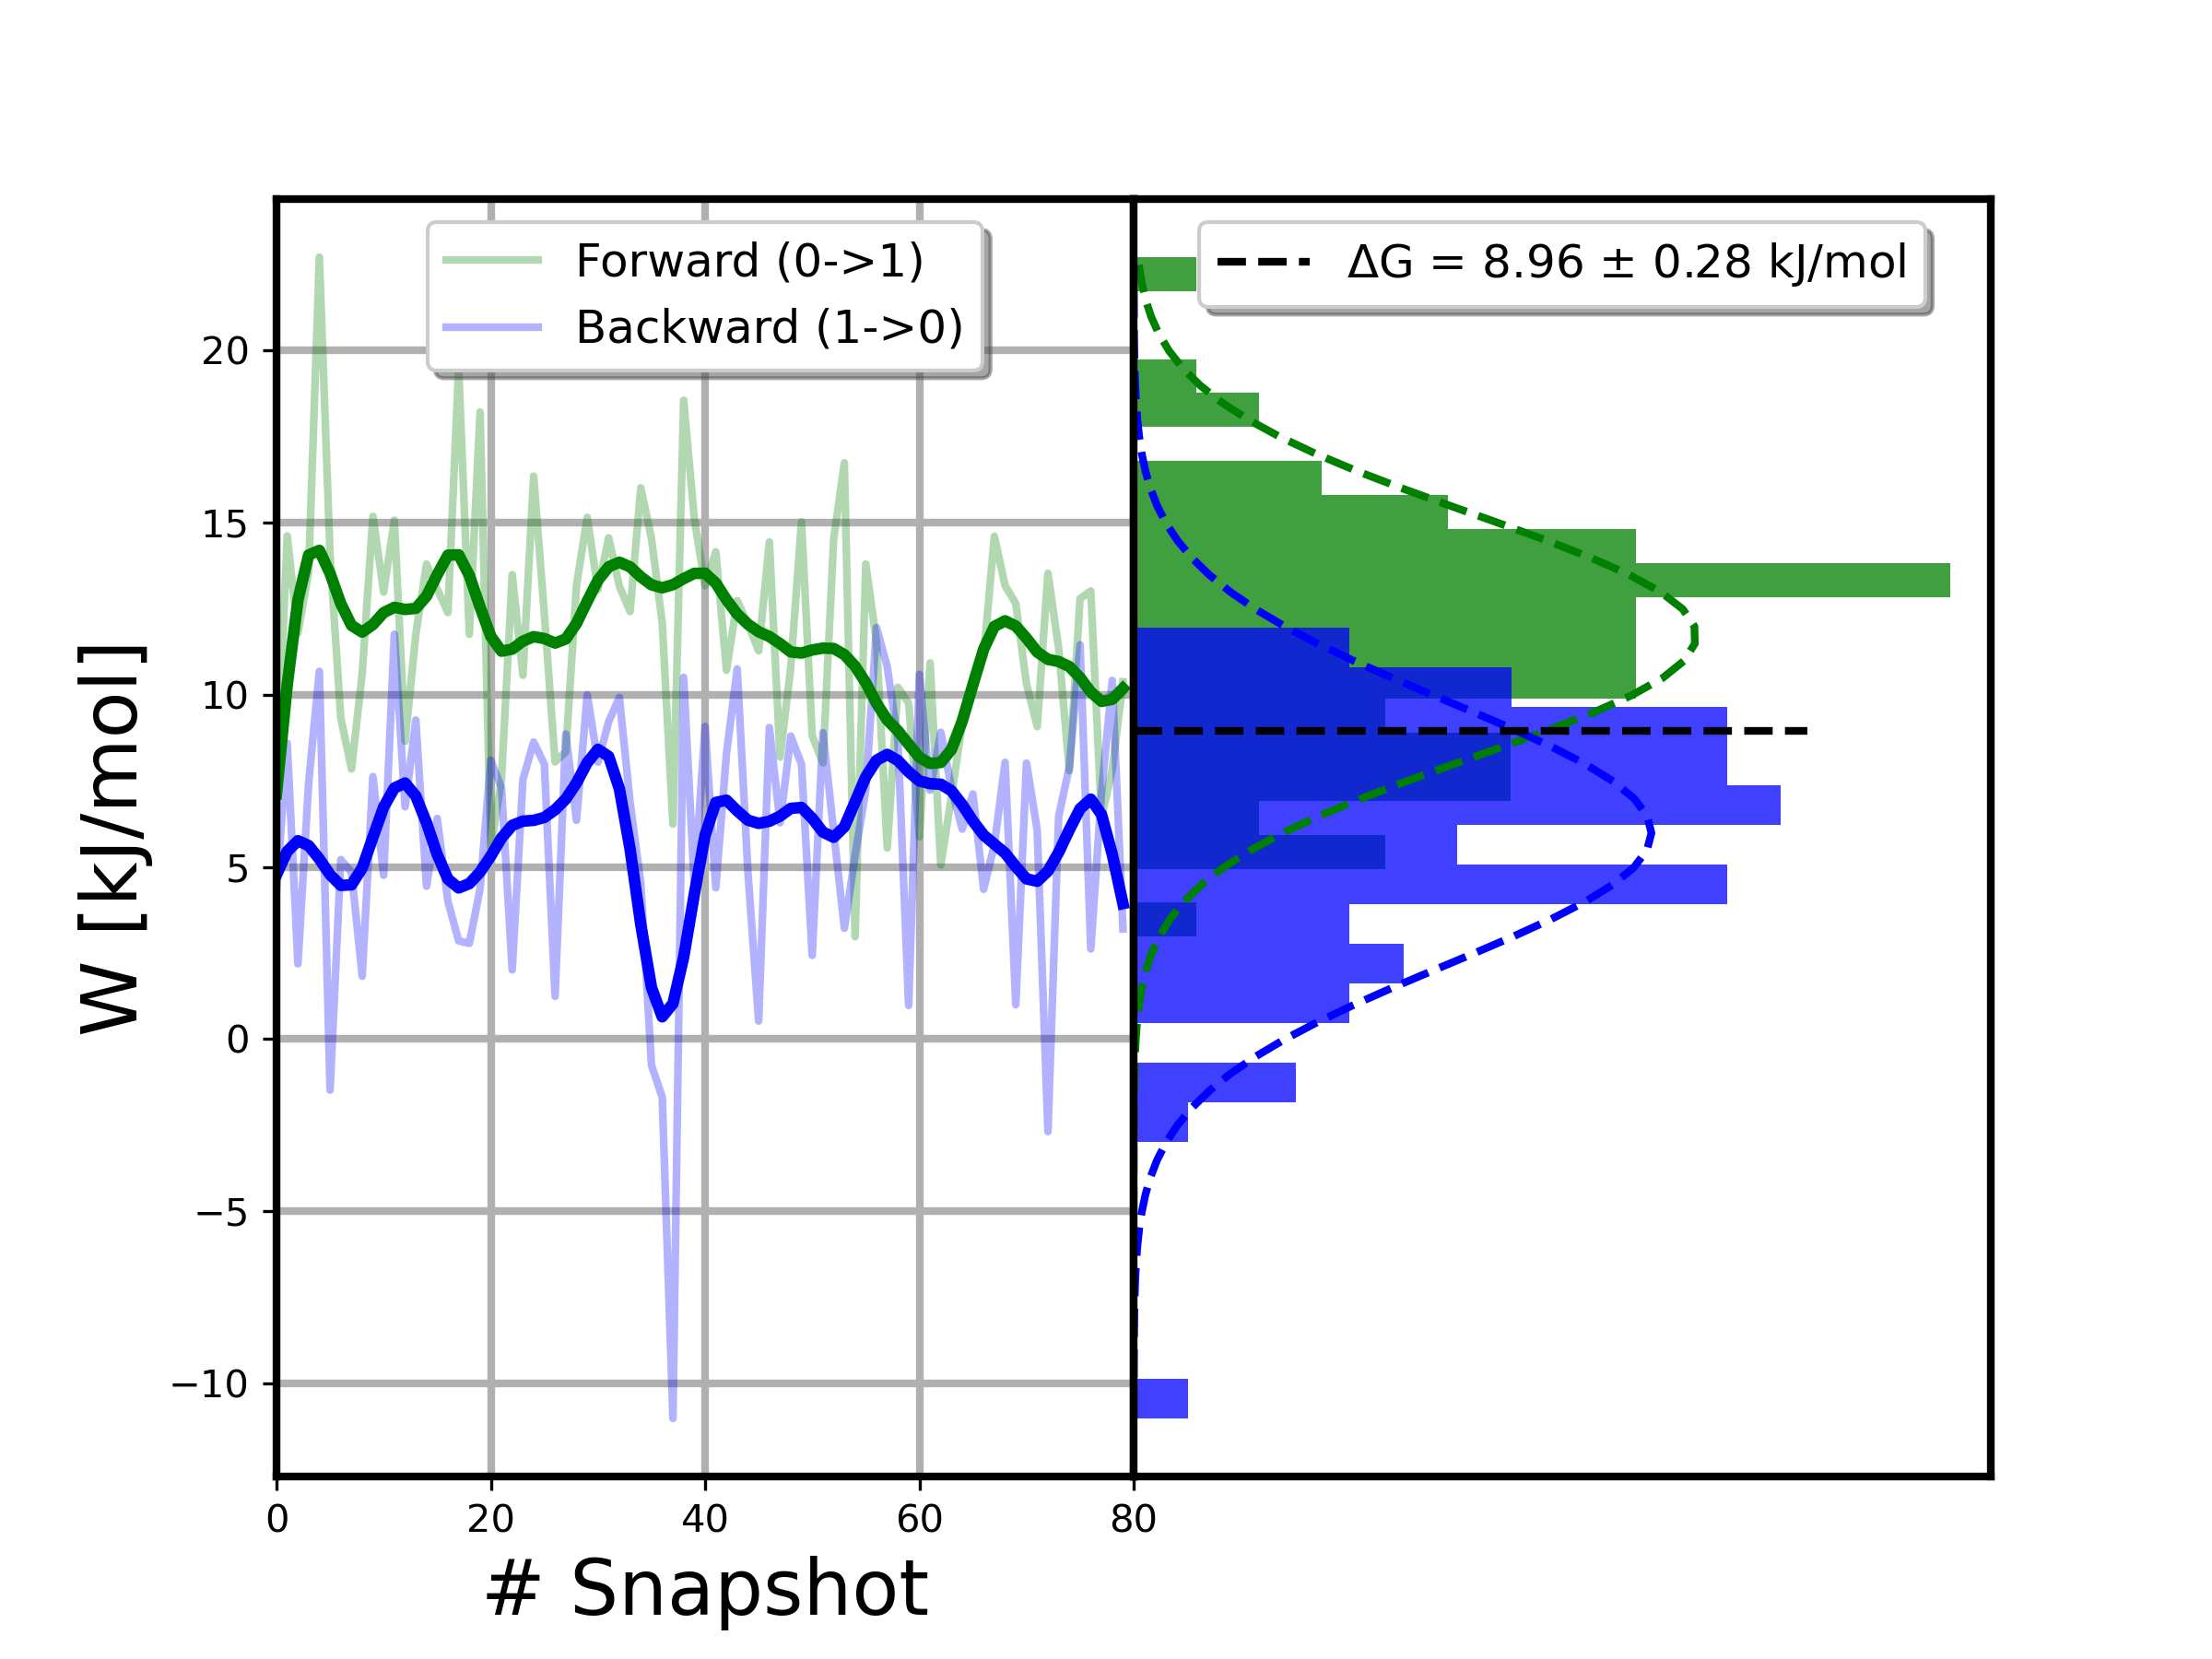 Forward (0->1)
Backward (1->0)
ΔG = 8.96 ± 0.28 kJ/mol
W [kJ/mol]
20
15
10
5
0
−5
−10
0 20 40 60 80
# Snapshot